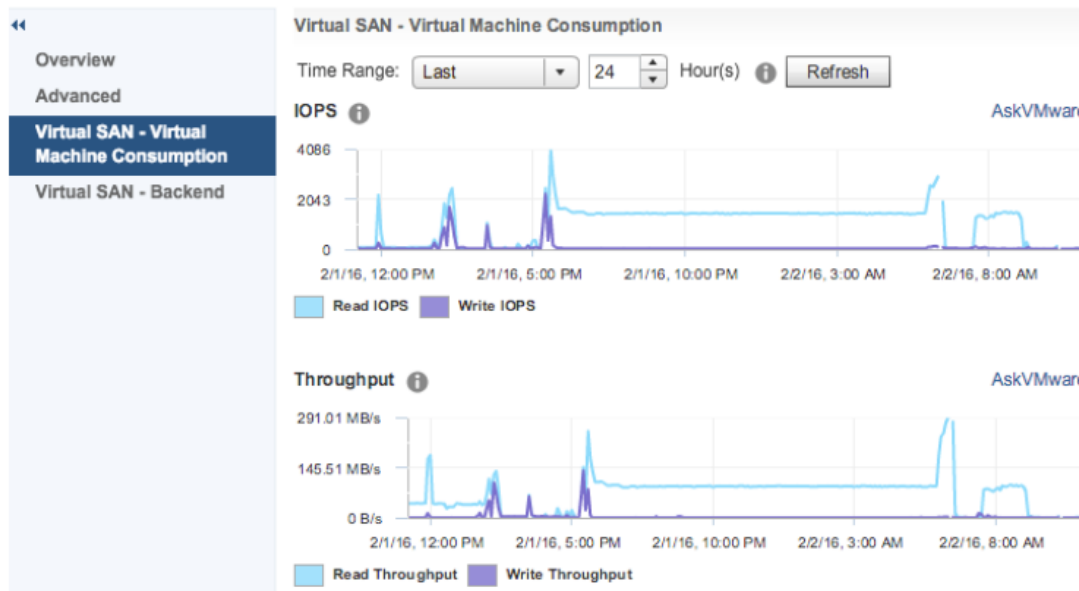 Overview
Advanced
Virtual SAN - Virtual
Machine Consumption
Virtual SAN - Backend
Virtual SAN - Virtual Machine Consumption
Time Range: Last 24 Hour(s) Refresh
IOPS AskVMware
4086
2043
0
2/1/16, 12:00 PM 2/1/16, 5:00 PM 2/1/16, 10:00 PM 2/2/16, 3:00 AM 2/2/16, 8:00 AM
Read IOPS Write IOPS
Throughput AskVMware
291.01 MB/s
145.51 MB/s
0 B/s
2/1/16, 12:00 PM 2/1/16, 5:00 PM 2/1/16, 10:00 PM 2/2/16, 3:00 AM 2/2/16, 8:00 AM
Read Throughput Write Throughput